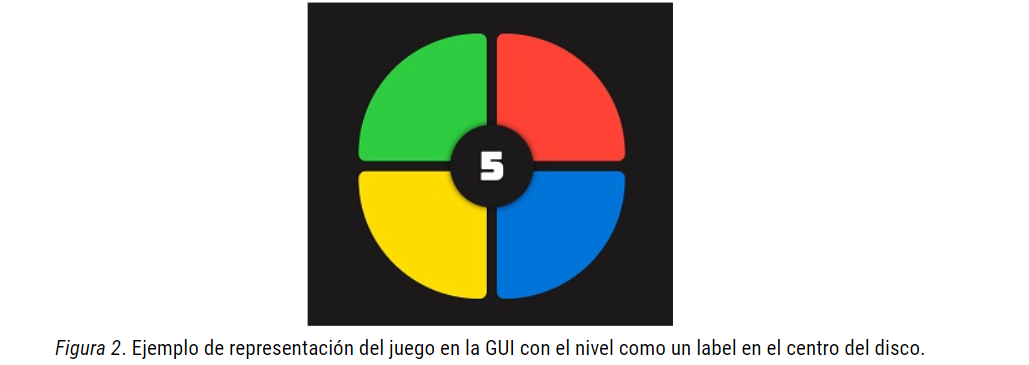 5
Figura 2. Ejemplo de representación del juego en la GUI con el nivel como un label en el centro del disco.